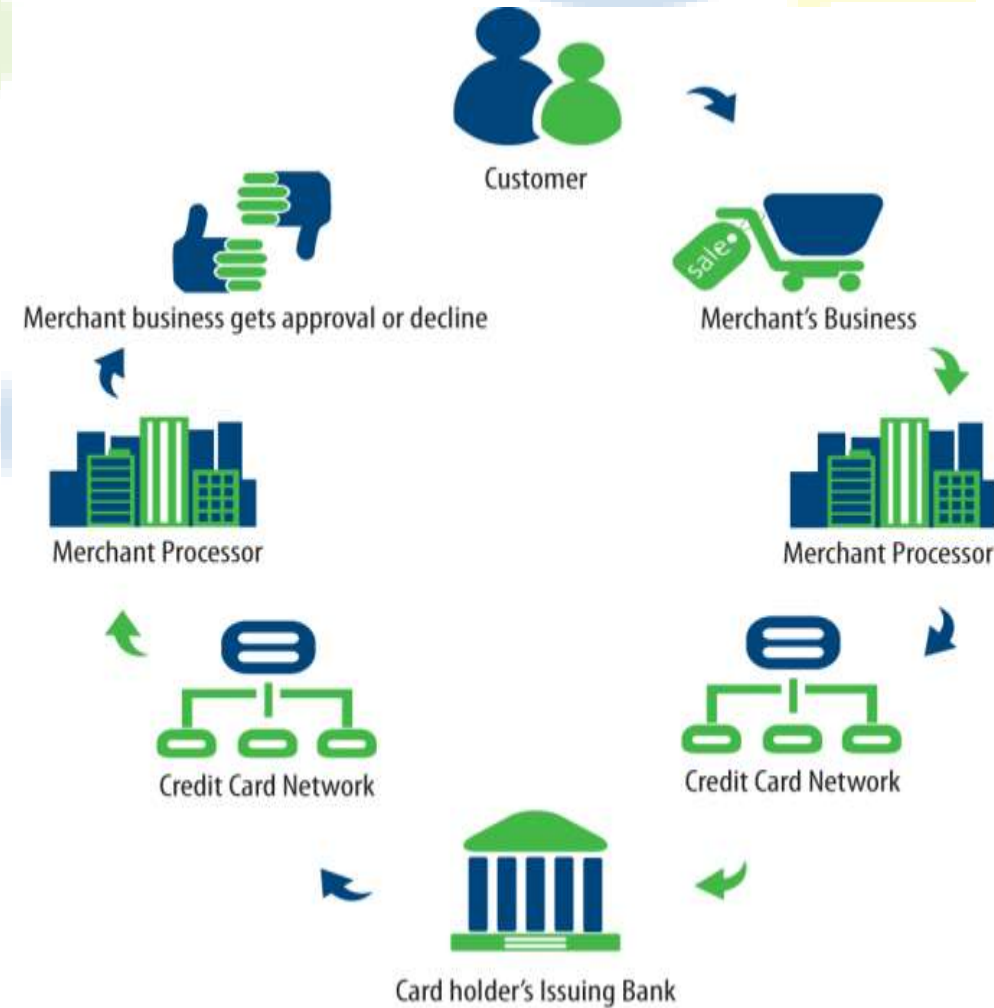 Customer
sale
Merchant business gets approval or decline
Merchant's Business
Merchant Processor
Merchant Processor
Credit Card Network
Credit Card Network
Card holder's Issuing Bank